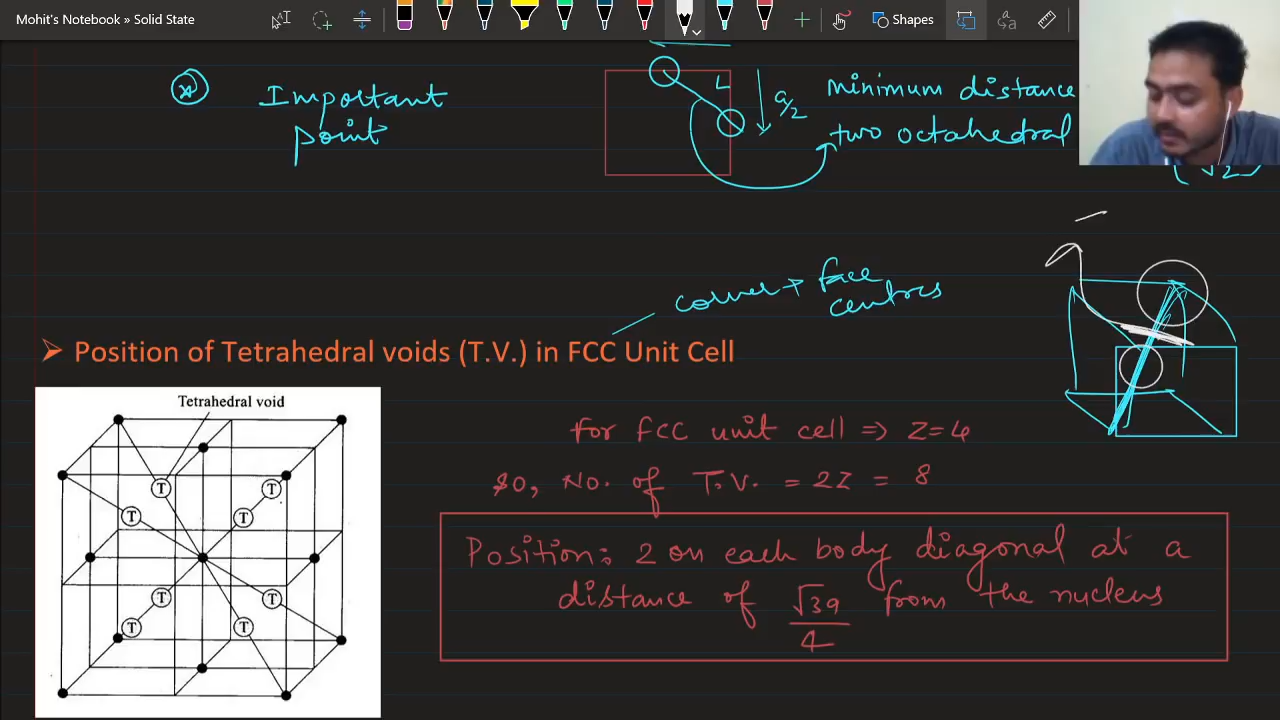 Mohit's Notebook » Solid State
Shapes
Important
point
L
a/2
minimum distance
two octahedral
corner + face
centres
➢ Position of Tetrahedral voids (T.V.) in FCC Unit Cell
Tetrahedral void
T
T
T
T
T
T
T
T
For FCC unit cell ⇒ Z=4
So, No. of T.V. = 2Z = 8
Position: 2 on each body diagonal at a
distance of √3a/4 from the nucleus